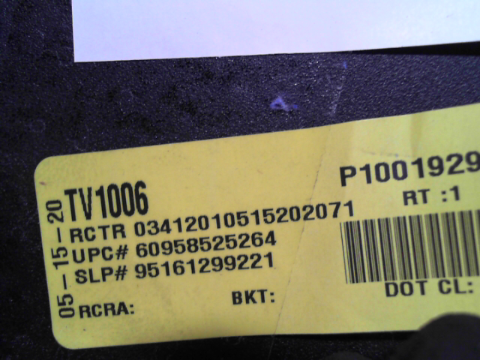 05-15-20
TV1006
P1001929
RCTR 03412010515202071
RT :1
UPC# 60958525264
SLP# 95161299221
RCRA:
BKT:
DOT CL: